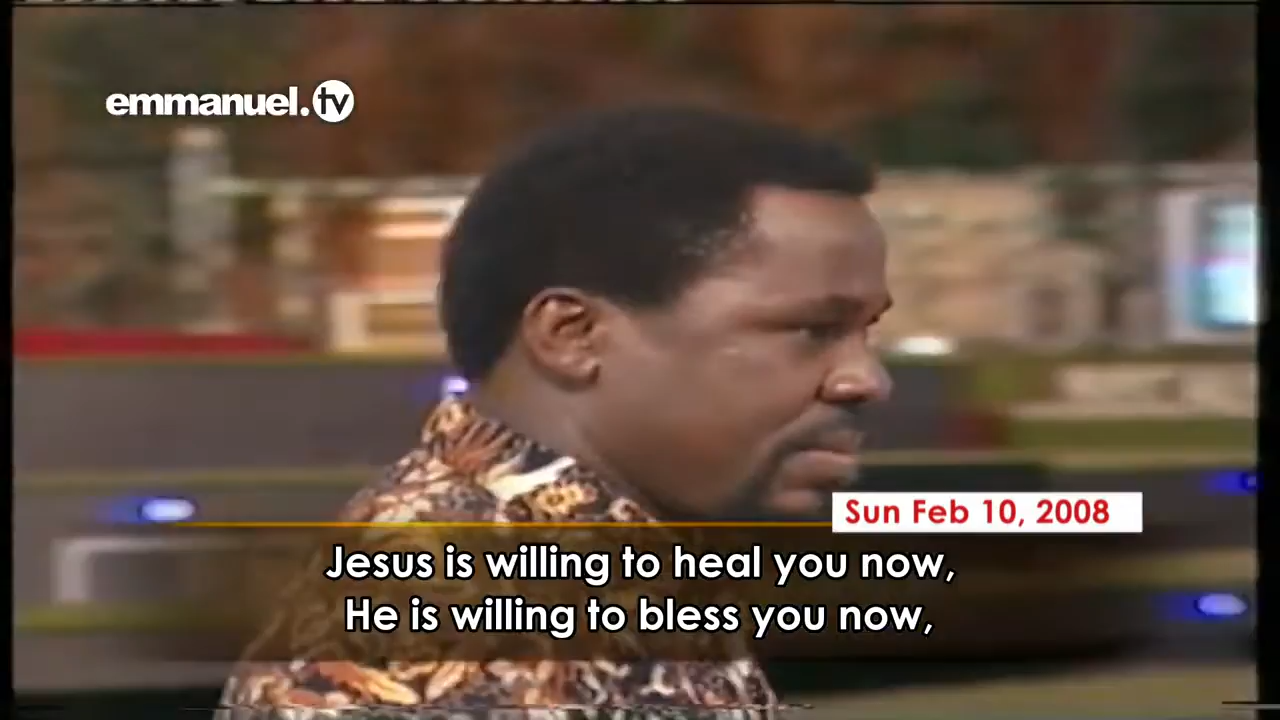 emmanuel.tv
Sun Feb 10, 2008
Jesus is willing to heal you now,
He is willing to bless you now,